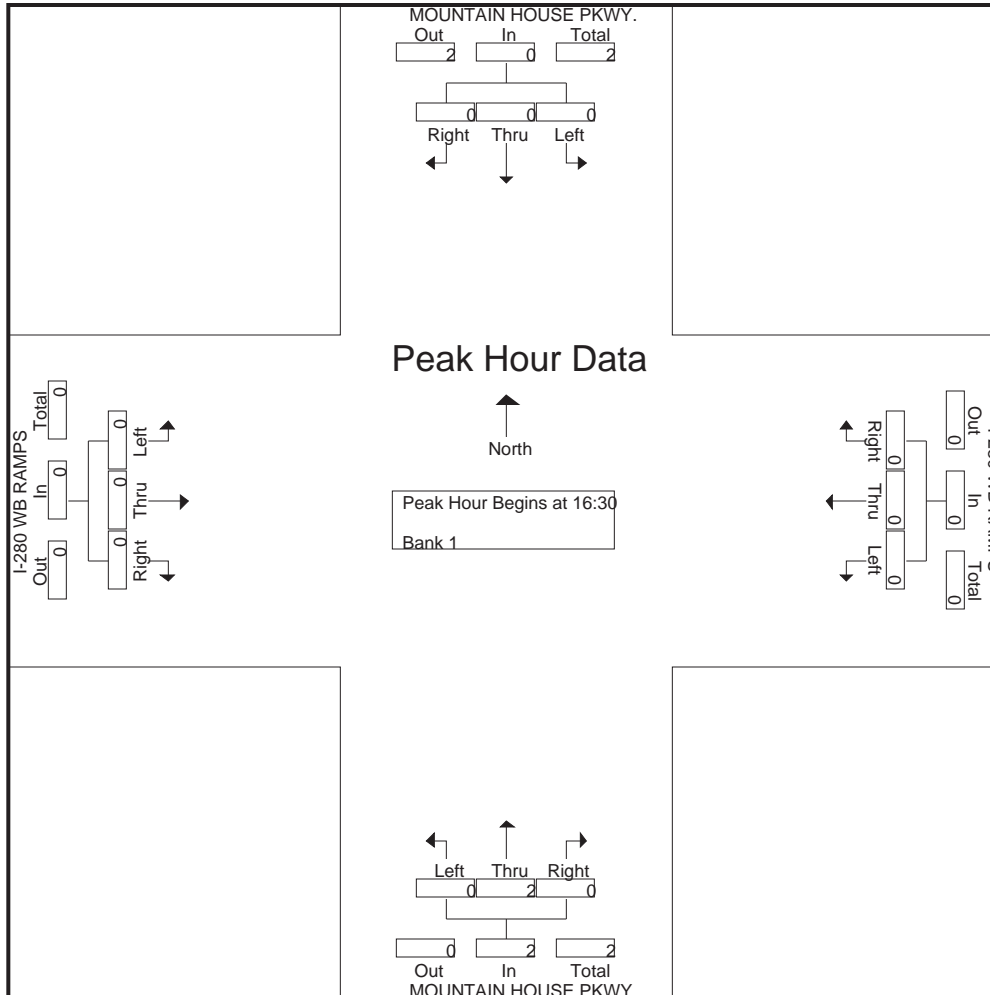 MOUNTAIN HOUSE PKWY.
Out In Total
2 0 2
0 0 0
Right Thru Left
Peak Hour Data
North
Peak Hour Begins at 16:30
Bank 1
I-280 WB RAMPS
Out In Total
0 0 0
Right Thru Left
0 0 0
Out In Total
0 0 0
Right Thru Left
0 0 0
Left Thru Right
0 2 0
0 2 2
Out In Total
MOUNTAIN HOUSE PKWY